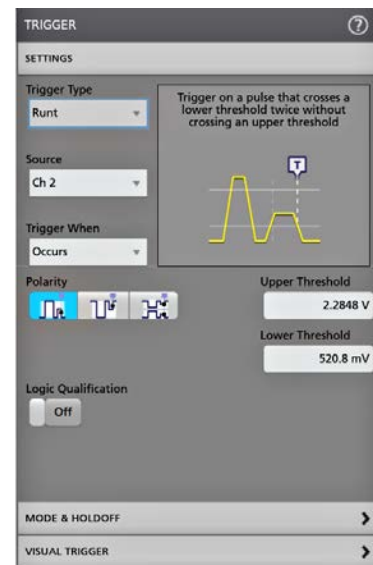 TRIGGER
?
SETTINGS
Trigger Type
Runt
Trigger on a pulse that crosses a
lower threshold twice without
crossing an upper threshold
T
Source
Ch 2
Trigger When
Occurs
Polarity
Upper Threshold
2.2848 V
Lower Threshold
520.8 mV
Logic Qualification
Off
MODE & HOLDOFF
VISUAL TRIGGER